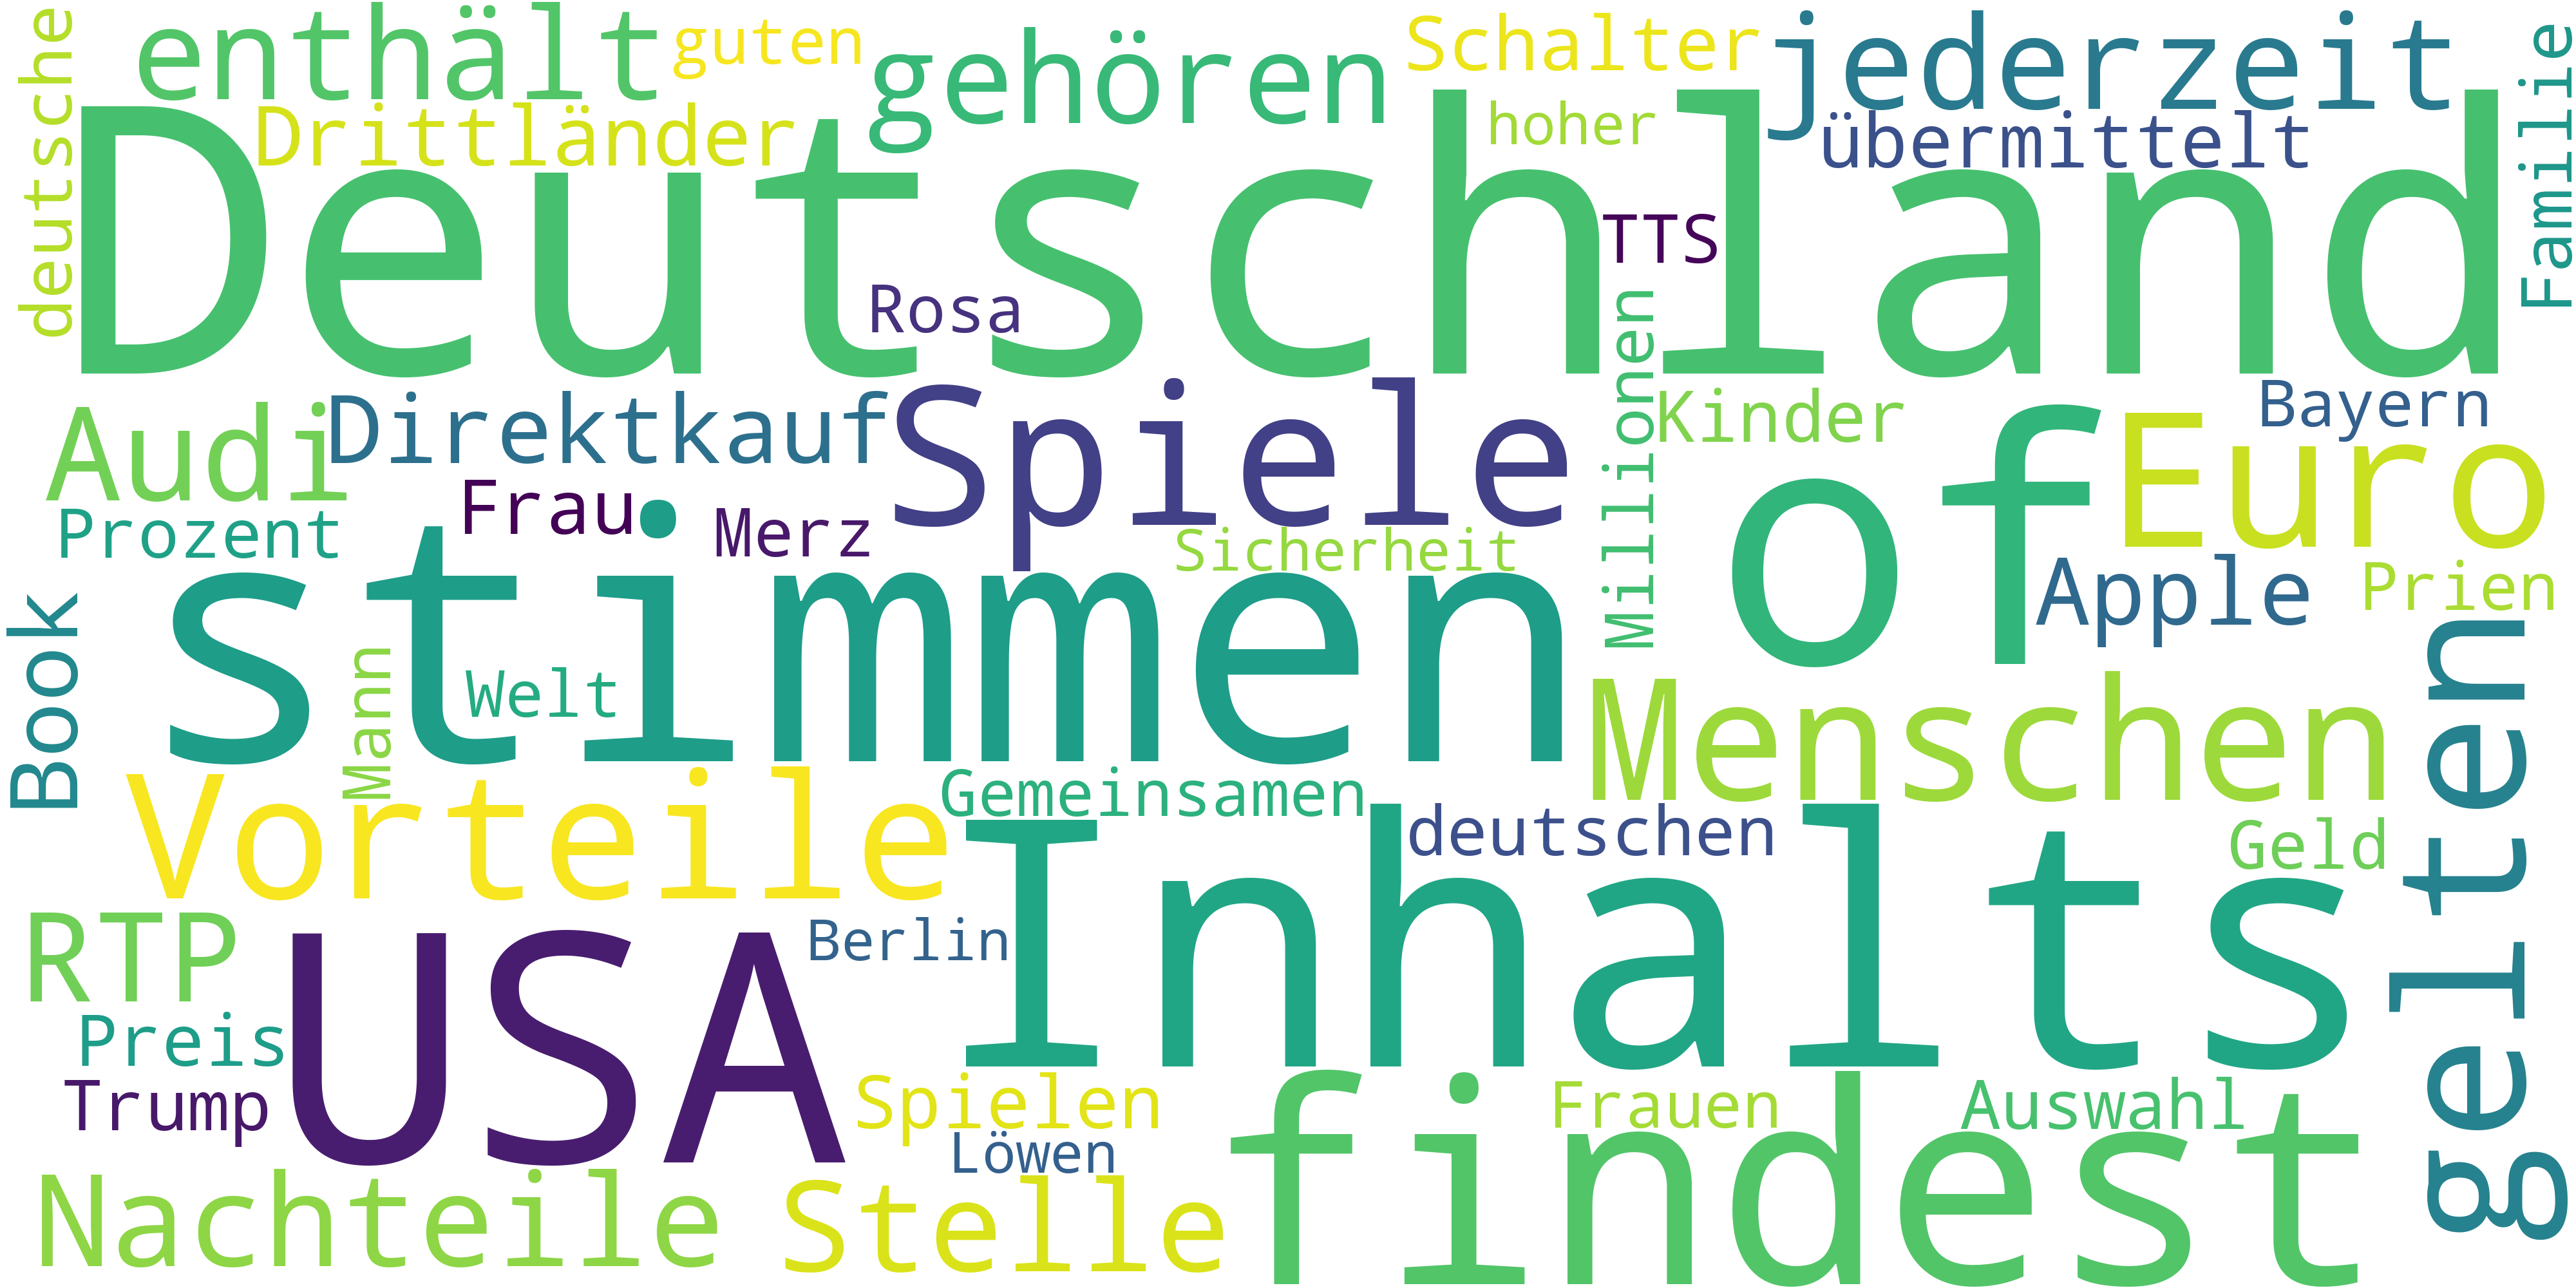 deutsche
enthält
guten
gehören
Schalter
jederzeit
Familie
Drittländer
hoher
übermittelt
Deutschland
TTS
Rosa
Millionen
Audi
Direktkauf
Spiele
Kinder
Bayern
Euro
of
Prozent
Frau
Merz
Sicherheit
Apple
Prien
Book
stimmen
Mann
Welt
Menschen
gelten
Vorteile
Gemeinsamen
deutschen
Geld
Inhalts
RTP
USA
Berlin
Preis
Trump
Spielen
Frauen
Auswahl
Löwen
findest
Nachteile
Stelle